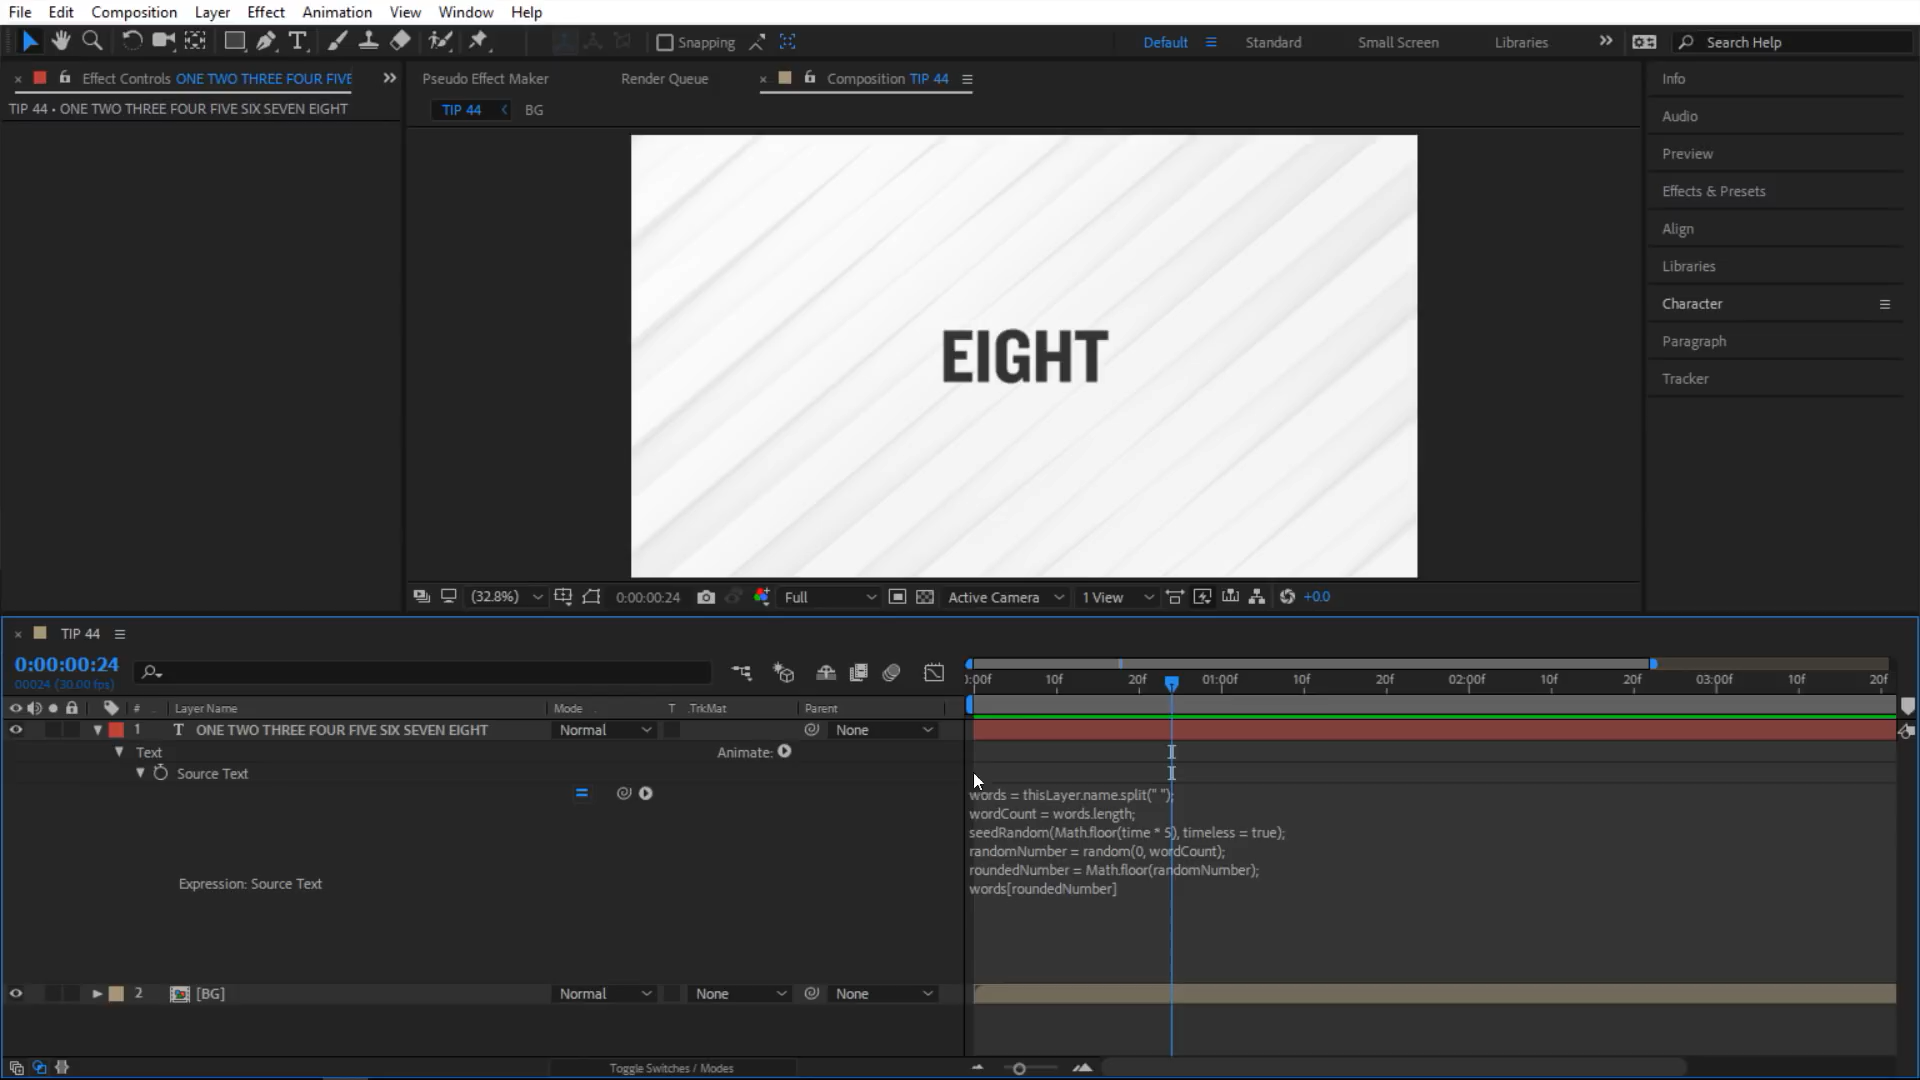 File Edit Composition Layer Effect Animation View Window Help
Snapping Default Standard Small Screen Libraries Search Help
Effect Controls ONE TWO THREE FOUR FIVE Pseudo Effect Maker Render Queue Composition TIP 44 Info
TIP 44 • ONE TWO THREE FOUR FIVE SIX SEVEN EIGHT TIP 44 BG
Audio
Preview
Effects & Presets
Align
Libraries
Character
Paragraph
Tracker
EIGHT
(32.8%) 0:00:00:24 Full Active Camera 1 View +0.0
TIP 44
0:00:00:24
00024 (30.00 fps)
:00f 10f 20f 01:00f 10f 20f 02:00f 10f 20f 03:00f 10f 20f
# Layer Name Mode T .TrkMat Parent
1 T ONE TWO THREE FOUR FIVE SIX SEVEN EIGHT Normal None
Text Animate:
Source Text
words = thisLayer.name.split(" ");
wordCount = words.length;
seedRandom(Math.floor(time * 5), timeless = true);
randomNumber = random(0, wordCount);
roundedNumber = Math.floor(randomNumber);
words[roundedNumber]
Expression: Source Text
2 [BG] Normal None None
Toggle Switches / Modes